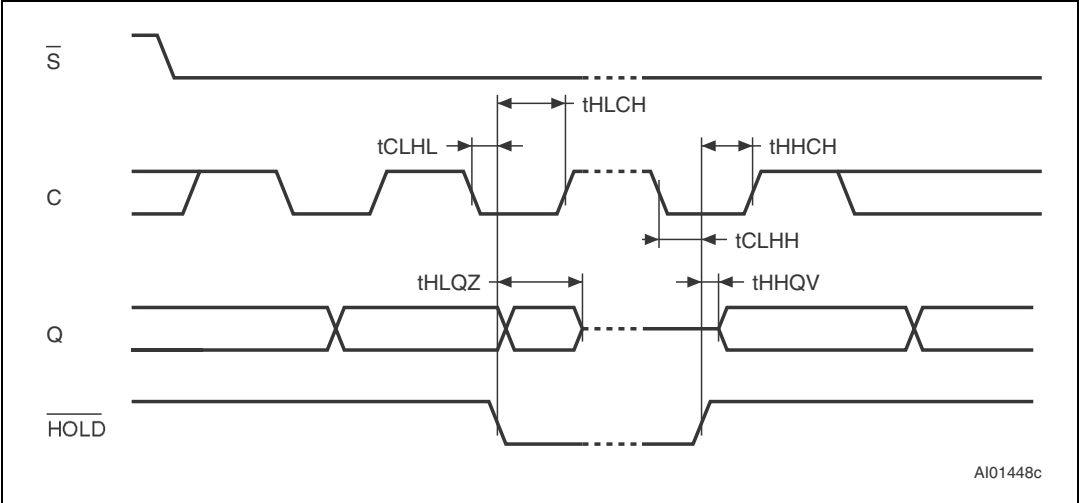 S
tHLCH
tCLHL
tHHCH
C
tCLHH
tHLQZ
tHHQV
Q
HOLD
AI01448c